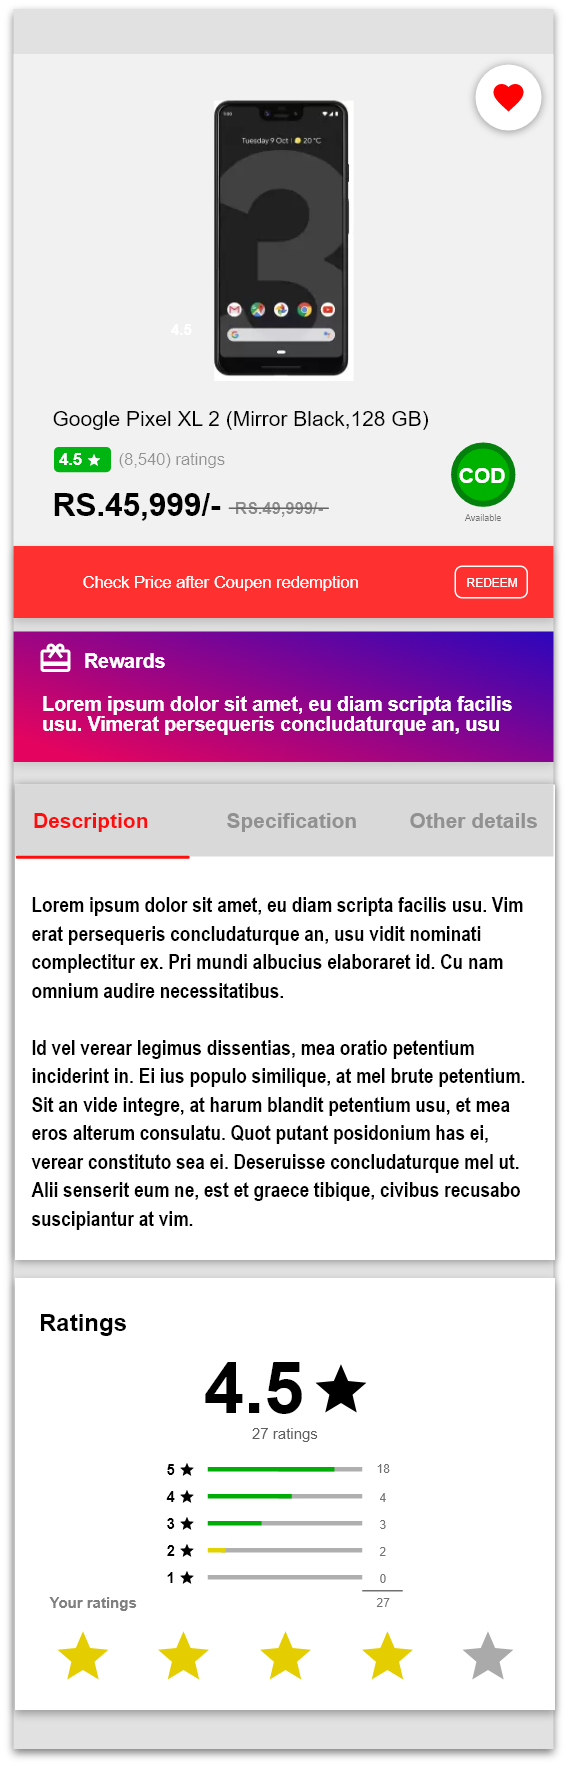 Tuesday 9 Oct | 20 °C
4.5
Google Pixel XL 2 (Mirror Black,128 GB)
4.5 (8,540) ratings
COD
RS.45,999/- RS.49,999/-
Available
Check Price after Coupen redemption
REDEEM
Rewards
Lorem ipsum dolor sit amet, eu diam scripta facilis
usu. Vimerat persequeris concludaturque an, usu
Description Specification Other details
Lorem ipsum dolor sit amet, eu diam scripta facilis usu. Vim
erat persequeris concludaturque an, usu vidit nominati
complectitur ex. Pri mundi albucius elaboraret id. Cu nam
omnium audire necessitatibus.
Id vel verear legimus dissentias, mea oratio petentium
inciderint in. Ei ius populo similique, at mel brute petentium.
Sit an vide integre, at harum blandit petentium usu, et mea
eros alterum consulatu. Quot putant posidonium has ei,
verear constituto sea ei. Deseruisse concludaturque mel ut.
Alii senserit eum ne, est et graece tibique, civibus recusabo
suscipiantur at vim.
Ratings
4.5
27 ratings
5 18
4 4
3 3
2 2
1 0
Your ratings 27